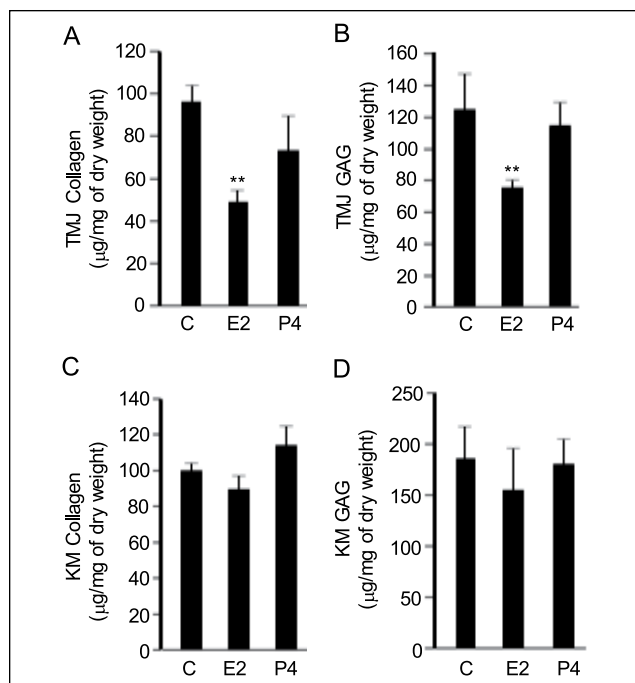 A
TMJ Collagen
(µg/mg of dry weight)
120
100
80
60
40
20
0
**
C E2 P4
B
TMJ GAG
(µg/mg of dry weight)
160
140
120
100
80
60
40
20
0
**
C E2 P4
C
KM Collagen
(µg/mg of dry weight)
140
120
100
80
60
40
20
0
C E2 P4
D
KM GAG
(µg/mg of dry weight)
250
200
150
200
50
0
C E2 P4